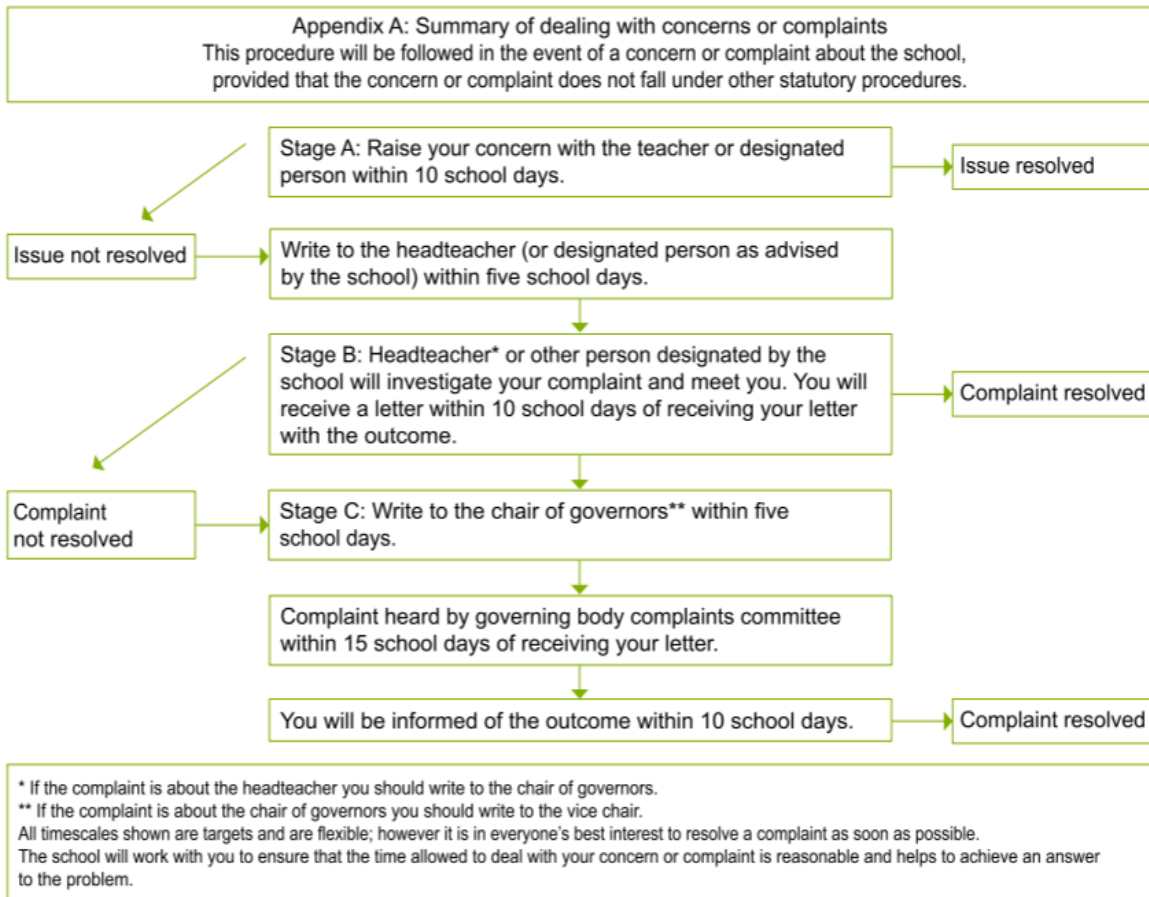 Appendix A: Summary of dealing with concerns or complaints
This procedure will be followed in the event of a concern or complaint about the school,
provided that the concern or complaint does not fall under other statutory procedures.
Stage A: Raise your concern with the teacher or designated
person within 10 school days.
Issue resolved
Issue not resolved
Write to the headteacher (or designated person as advised
by the school) within five school days.
Stage B: Headteacher* or other person designated by the
school will investigate your complaint and meet you. You will
receive a letter within 10 school days of receiving your letter
with the outcome.
Complaint resolved
Complaint
not resolved
Stage C: Write to the chair of governors** within five
school days.
Complaint heard by governing body complaints committee
within 15 school days of receiving your letter.
You will be informed of the outcome within 10 school days.
Complaint resolved
* If the complaint is about the headteacher you should write to the chair of governors.
** If the complaint is about the chair of governors you should write to the vice chair.
All timescales shown are targets and are flexible; however it is in everyone's best interest to resolve a complaint as soon as possible.
The school will work with you to ensure that the time allowed to deal with your concern or complaint is reasonable and helps to achieve an answer
to the problem.